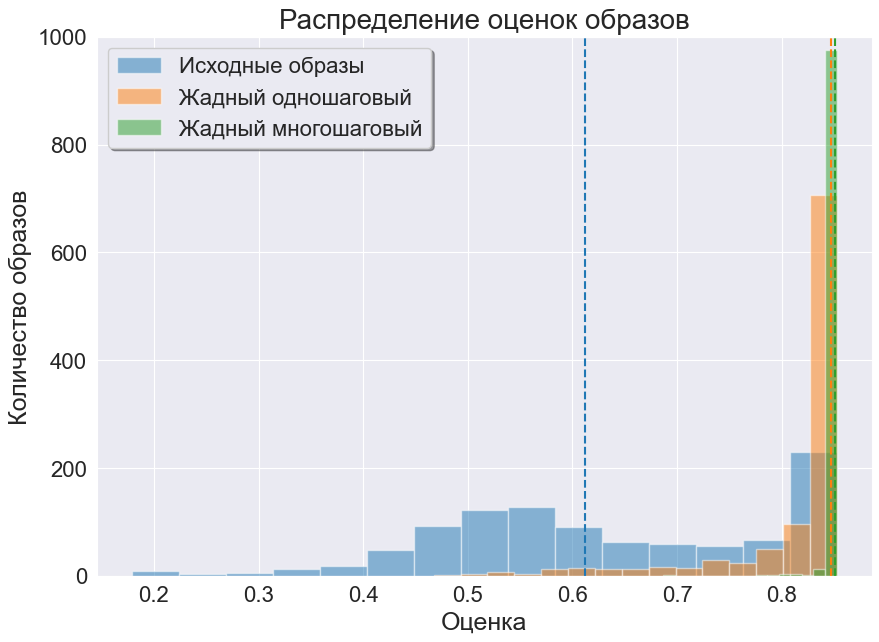 Распределение оценок образов
Исходные образы
Жадный одношаговый
Жадный многошаговый
Количество образов
1000
800
600
400
200
0
0.2 0.3 0.4 0.5 0.6 0.7 0.8
Оценка